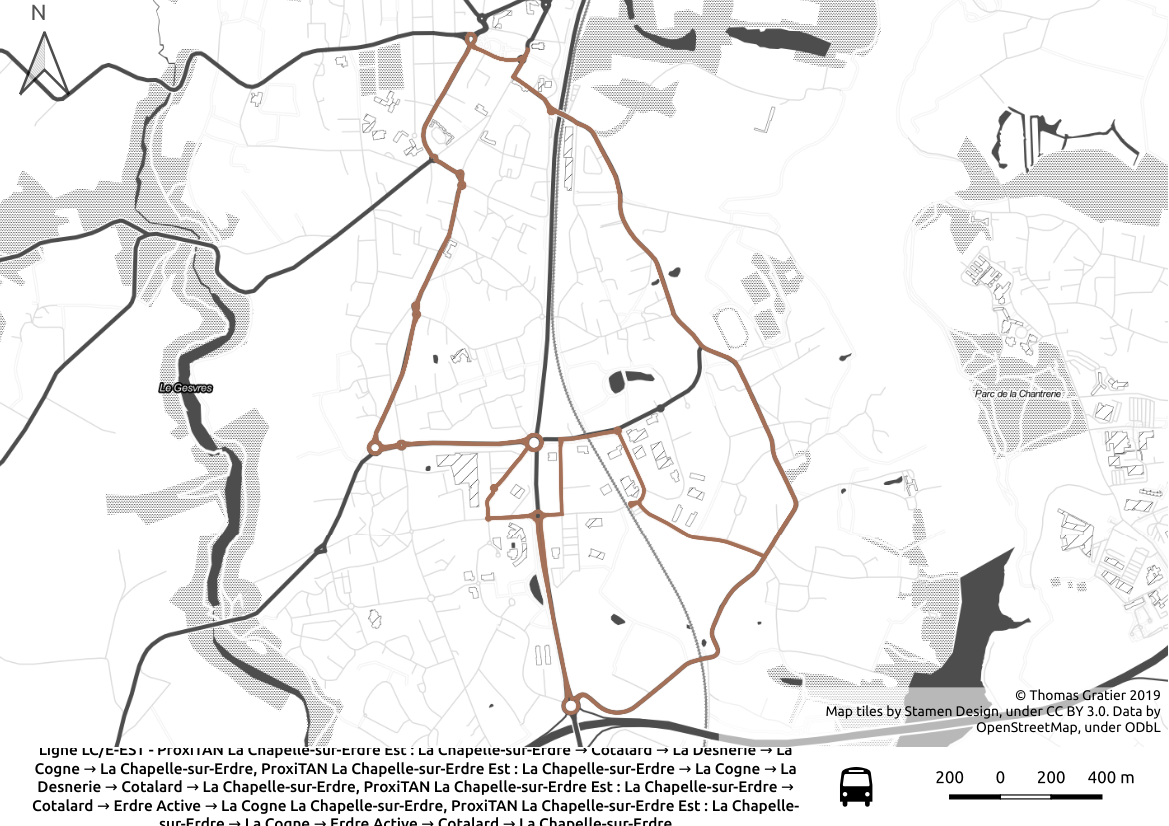 N
Le Gesvres
Parc de la Chantrerie
© Thomas Gratier 2019
Map tiles by Stamen Design, under CC BY 3.0. Data by
OpenStreetMap, under ODbL
Ligne LC/E-EST - ProxiTAN La Chapelle-sur-Erdre Est : La Chapelle-sur-Erdre → Cotalard → La Desnerie → La
Cogne → La Chapelle-sur-Erdre, ProxiTAN La Chapelle-sur-Erdre Est : La Chapelle-sur-Erdre → La Cogne → La
Desnerie → Cotalard → La Chapelle-sur-Erdre, ProxiTAN La Chapelle-sur-Erdre Est : La Chapelle-sur-Erdre →
Cotalard → Erdre Active → La Cogne La Chapelle-sur-Erdre, ProxiTAN La Chapelle-sur-Erdre Est : La Chapelle-
sur-Erdre → La Cogne → Erdre Active → Cotalard → La Chapelle-sur-Erdre
200 0 200 400 m